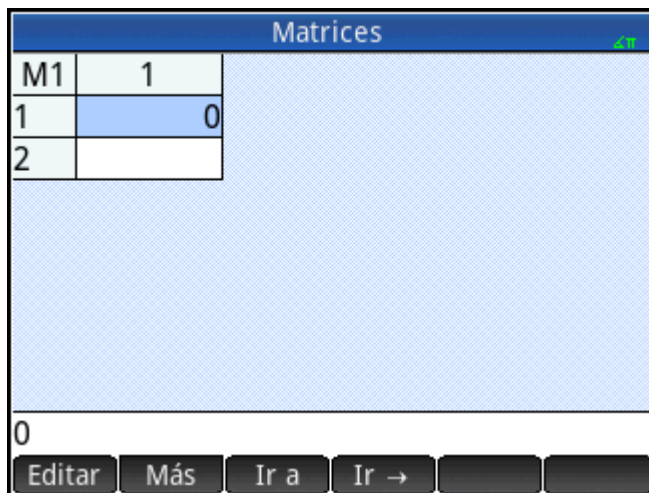 Matrices
∡π
M1 1
1 0
2
0
Editar Más Ir a Ir →